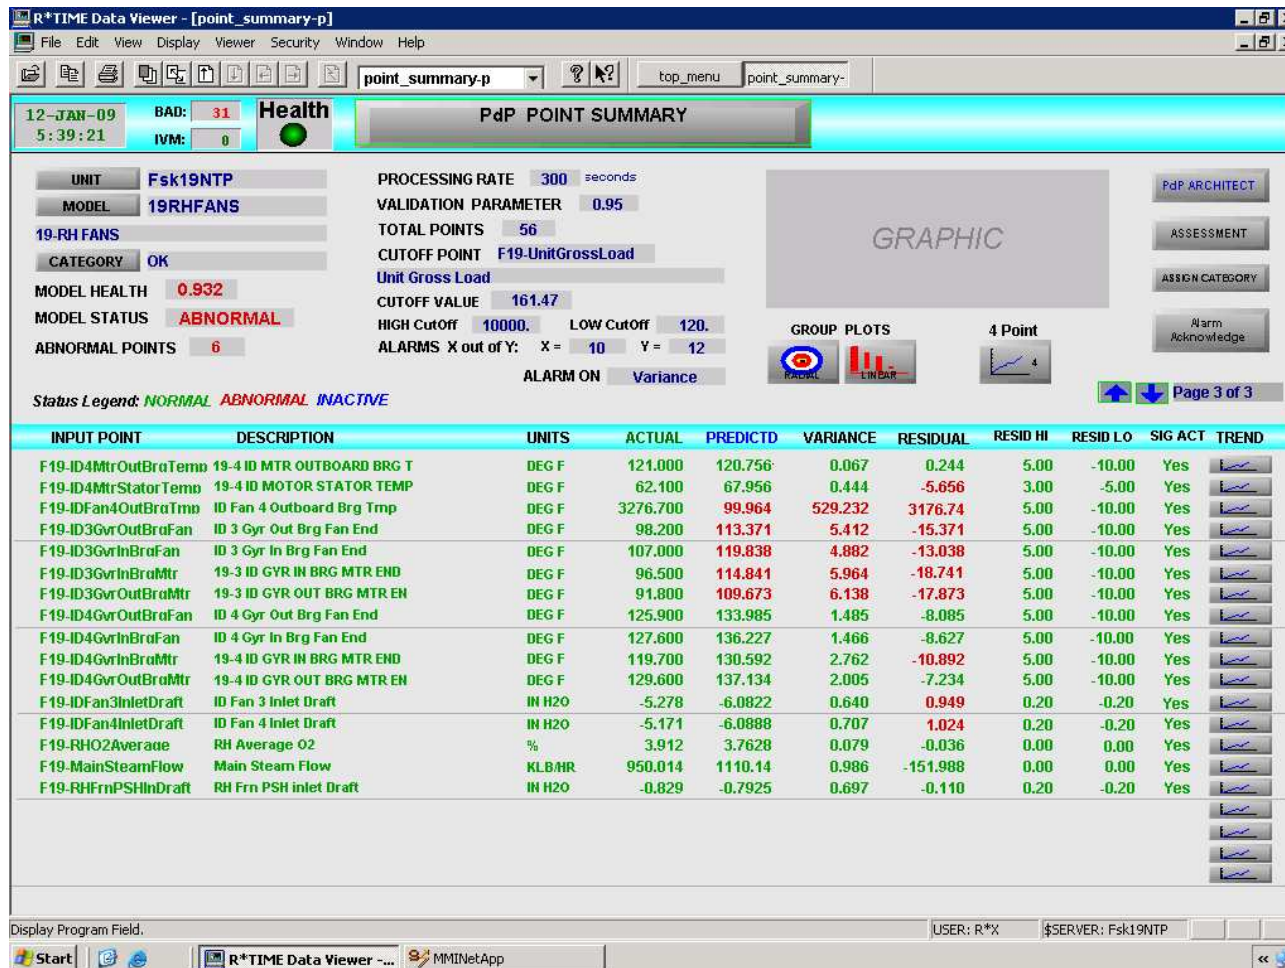 R*TIME Data Viewer - [point_summary-p]
File Edit View Display Viewer Security Window Help
point_summary-p top_menu point_summary-
12-JAN-09 BAD: 31 Health PdP POINT SUMMARY
5:39:21 IVM: 0
UNIT Fsk19NTP PROCESSING RATE 300 seconds PdP ARCHITECT
MODEL 19RHFANS VALIDATION PARAMETER 0.95
19-RH FANS TOTAL POINTS 56 GRAPHIC ASSESSMENT
CATEGORY OK CUTOFF POINT F19-UnitGrossLoad
Unit Gross Load ASSIGN CATEGORY
MODEL HEALTH 0.932 CUTOFF VALUE 161.47
MODEL STATUS ABNORMAL HIGH CutOff 10000. LOW CutOff 120. GROUP PLOTS 4 Point Alarm Acknowledge
ABNORMAL POINTS 6 ALARMS X out of Y: X = 10 Y = 12 RADIAL LINEAR 4
ALARM ON Variance
Status Legend: NORMAL ABNORMAL INACTIVE Page 3 of 3
INPUT POINT DESCRIPTION UNITS ACTUAL PREDICTD VARIANCE RESIDUAL RESID HI RESID LO SIG ACT TREND
F19-ID4MtrOutBrgTemp 19-4 ID MTR OUTBOARD BRG T DEG F 121.000 120.756 0.067 0.244 5.00 -10.00 Yes
F19-ID4MtrStatorTemp 19-4 ID MOTOR STATOR TEMP DEG F 62.100 67.956 0.444 -5.656 3.00 -5.00 Yes
F19-IDFan4OutBrgTmp ID Fan 4 Outboard Brg Tmp DEG F 3276.700 99.964 529.232 3176.74 5.00 -10.00 Yes
F19-ID3GyrOutBrgFan ID 3 Gyr Out Brg Fan End DEG F 98.200 113.371 5.412 -15.371 5.00 -10.00 Yes
F19-ID3GyrInBrgFan ID 3 Gyr In Brg Fan End DEG F 107.000 119.838 4.882 -13.038 5.00 -10.00 Yes
F19-ID3GyrInBrgMtr 19-3 ID GYR IN BRG MTR END DEG F 96.500 114.841 5.964 -18.741 5.00 -10.00 Yes
F19-ID3GyrOutBrgMtr 19-3 ID GYR OUT BRG MTR EN DEG F 91.800 109.673 6.138 -17.873 5.00 -10.00 Yes
F19-ID4GyrOutBrgFan ID 4 Gyr Out Brg Fan End DEG F 125.900 133.985 1.485 -8.085 5.00 -10.00 Yes
F19-ID4GyrInBrgFan ID 4 Gyr In Brg Fan End DEG F 127.600 136.227 1.466 -8.627 5.00 -10.00 Yes
F19-ID4GyrInBrgMtr 19-4 ID GYR IN BRG MTR END DEG F 119.700 130.592 2.762 -10.892 5.00 -10.00 Yes
F19-ID4GyrOutBrgMtr 19-4 ID GYR OUT BRG MTR EN DEG F 129.600 137.134 2.005 -7.234 5.00 -10.00 Yes
F19-IDFan3InletDraft ID Fan 3 Inlet Draft IN H2O -5.278 -6.0822 0.640 0.949 0.20 -0.20 Yes
F19-IDFan4InletDraft ID Fan 4 Inlet Draft IN H2O -5.171 -6.0888 0.707 1.024 0.20 -0.20 Yes
F19-RHO2Average RH Average O2 % 3.912 3.7628 0.079 -0.036 0.00 0.00 Yes
F19-MainSteamFlow Main Steam Flow KLB/HR 950.014 1110.14 0.986 -151.988 0.00 0.00 Yes
F19-RHFrnPSHInDraft RH Frn PSH inlet Draft IN H2O -0.829 -0.7925 0.697 -0.110 0.20 -0.20 Yes
Display Program Field. USER: R*X $SERVER: Fsk19NTP
Start R*TIME Data Viewer -... MMINetApp «